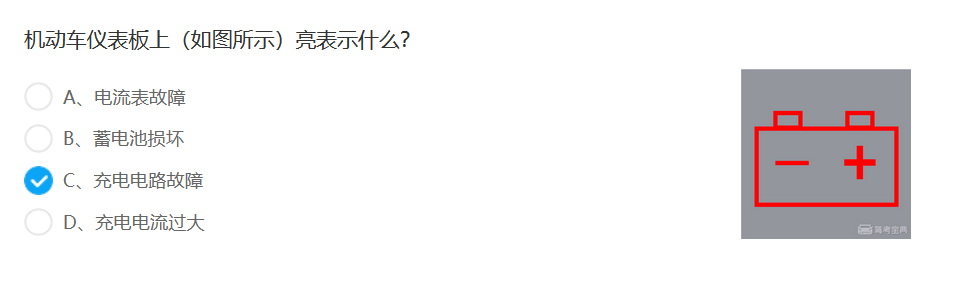 机动车仪表板上（如图所示）亮表示什么？
A、电流表故障
B、蓄电池损坏
C、充电电路故障
D、充电电流过大
− +
驾考宝典